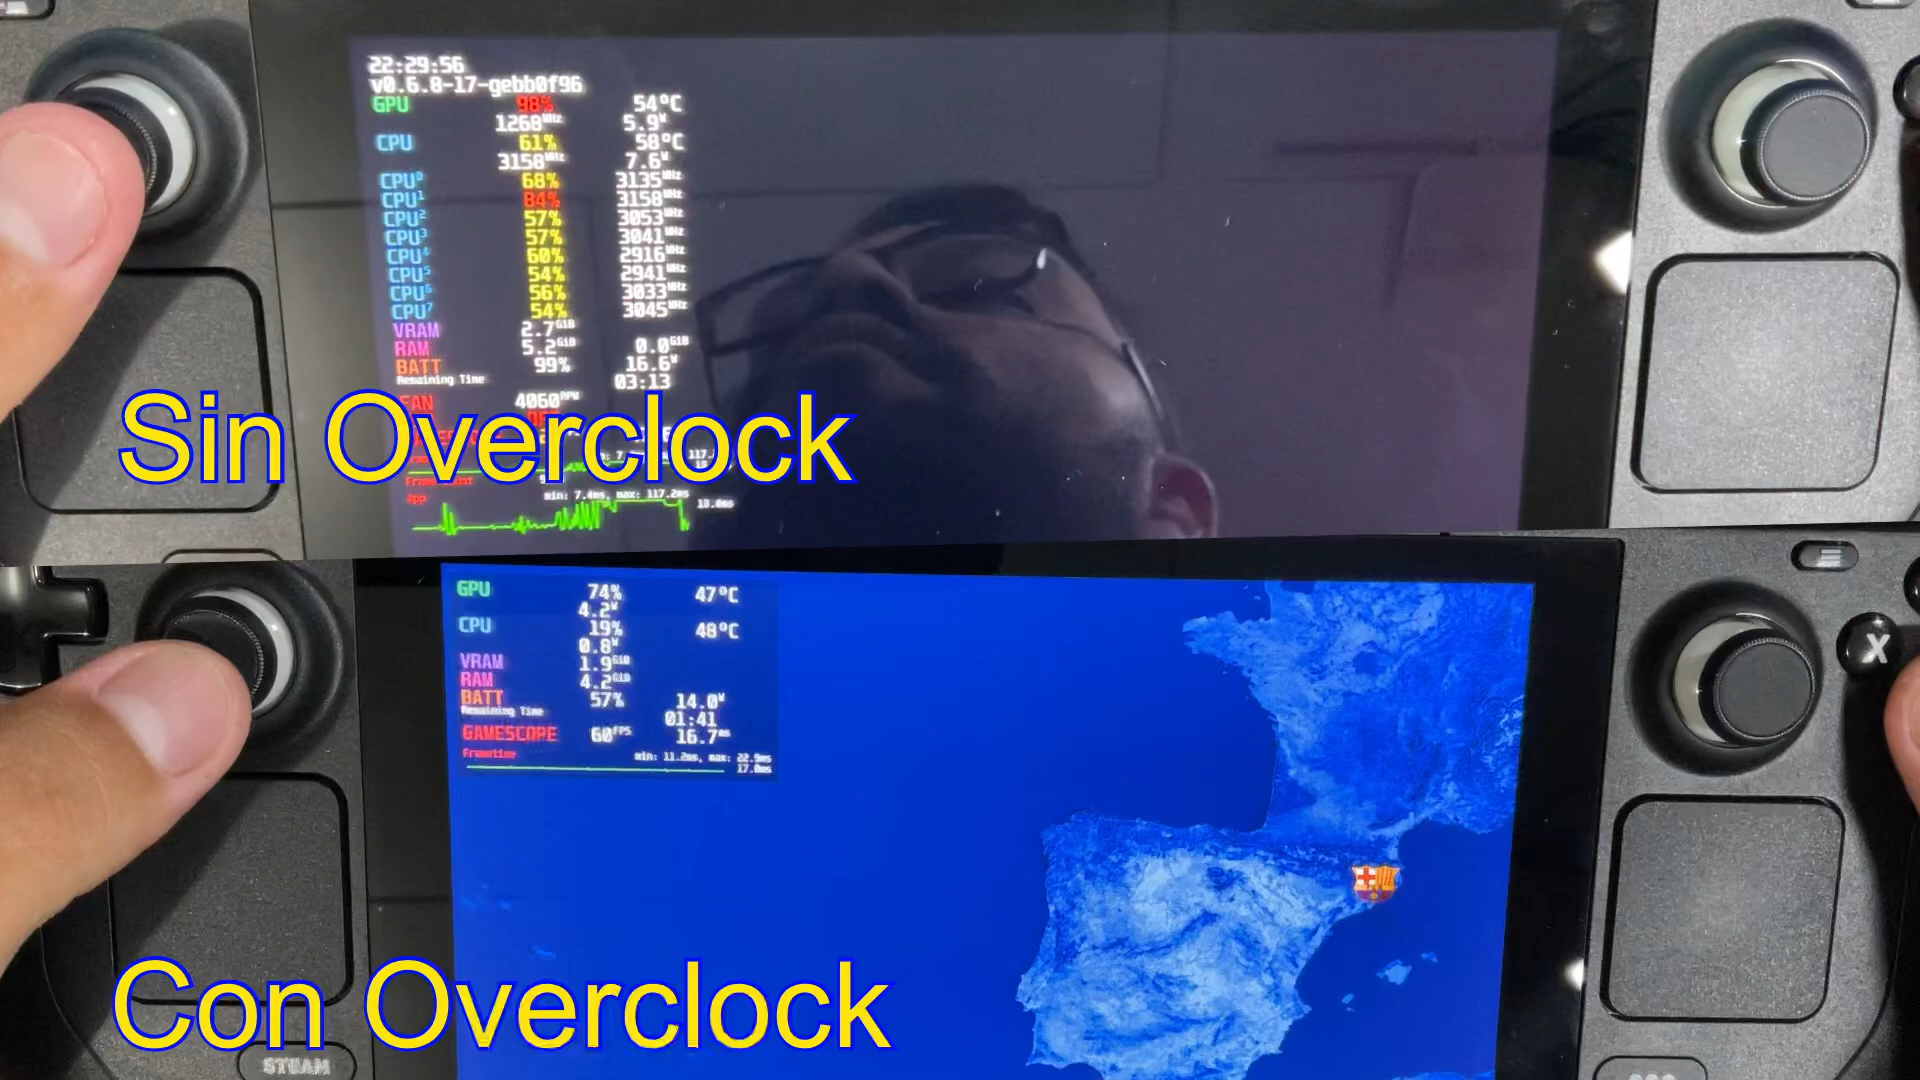 22:29:56
v0.6.8-17-gebb0f96
GPU 98% 54°C
1268MHz 5.9W
CPU 61% 58°C
3158MHz 7.6W
CPU0 68% 3135MHz
CPU1 84% 3158MHz
CPU2 57% 3053MHz
CPU3 57% 3041MHz
CPU4 60% 2916MHz
CPU5 54% 2941MHz
CPU6 56% 3033MHz
CPU7 54% 3045MHz
VRAM 2.7GiB
RAM 5.2GiB 0.0GiB
BATT 99% 16.6W
Remaining Time 03:13
FAN 4060RPM
Sin Overclock
App min: 7.4ms, max: 117.2ms
GPU 74% 47°C
4.2W
CPU 19% 48°C
0.8W
VRAM 1.9GiB
RAM 4.2GiB
BATT 57% 14.0W
Remaining Time 01:41
GAMESCOPE 60FPS 16.7ms
Frametime min: 11.2ms, max: 22.9ms
17.0ms
X
Con Overclock
STEAM